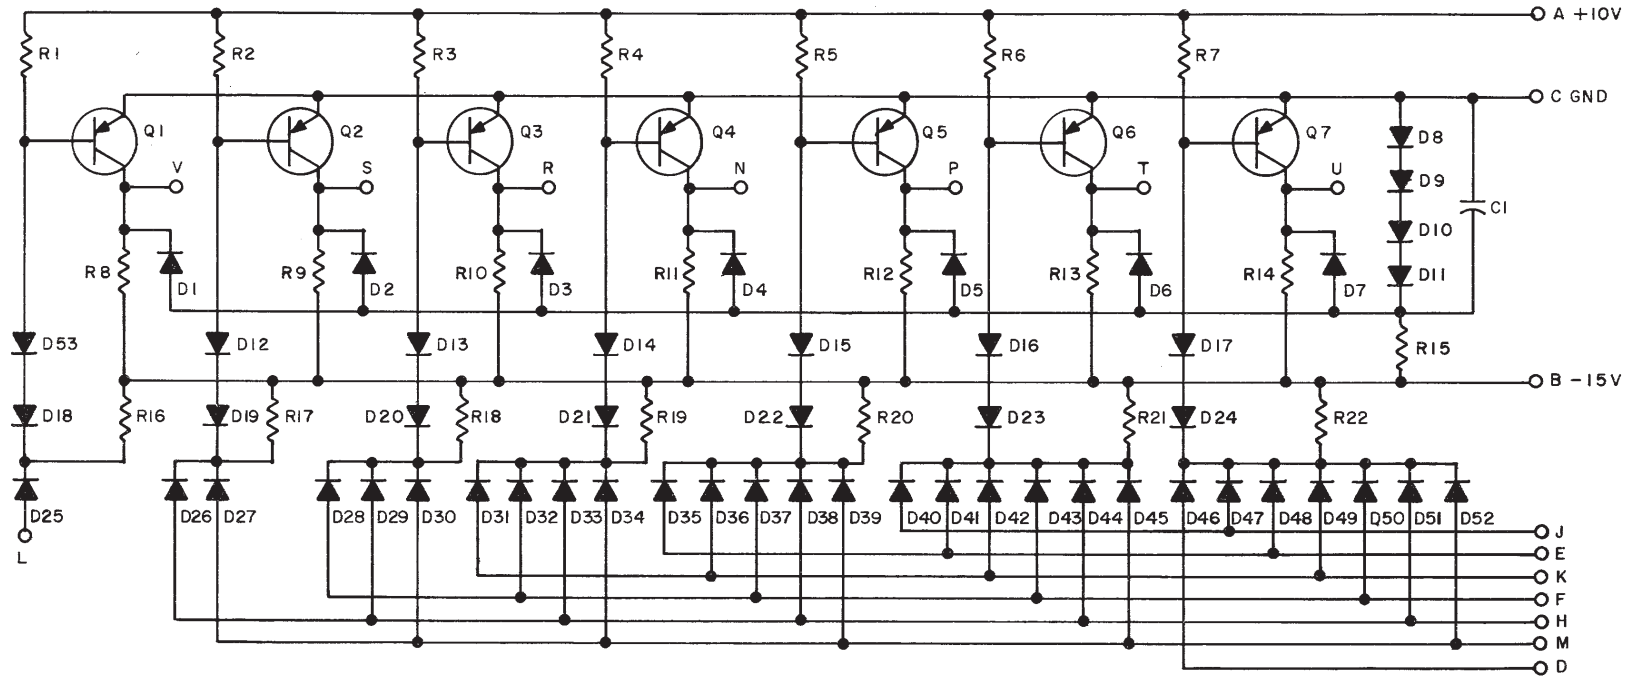 A +10V
R1 R2 R3 R4 R5 R6 R7
C GND
Q1 Q2 Q3 Q4 Q5 Q6 Q7 D8
V S R N P T U D9
C1
D10
R8 R9 R10 R11 R12 R13 R14 D11
D1 D2 D3 D4 D5 D6 D7
D53 D12 D13 D14 D15 D16 D17 R15
B -15V
D18 R16 D19 R17 D20 R18 D21 R19 D22 R20 D23 R21 D24 R22
D25 D26 D27 D28 D29 D30 D31 D32 D33 D34 D35 D36 D37 D38 D39 D40 D41 D42 D43 D44 D45 D46 D47 D48 D49 Q50 D51 D52
J
L E
K
F
H
M
D